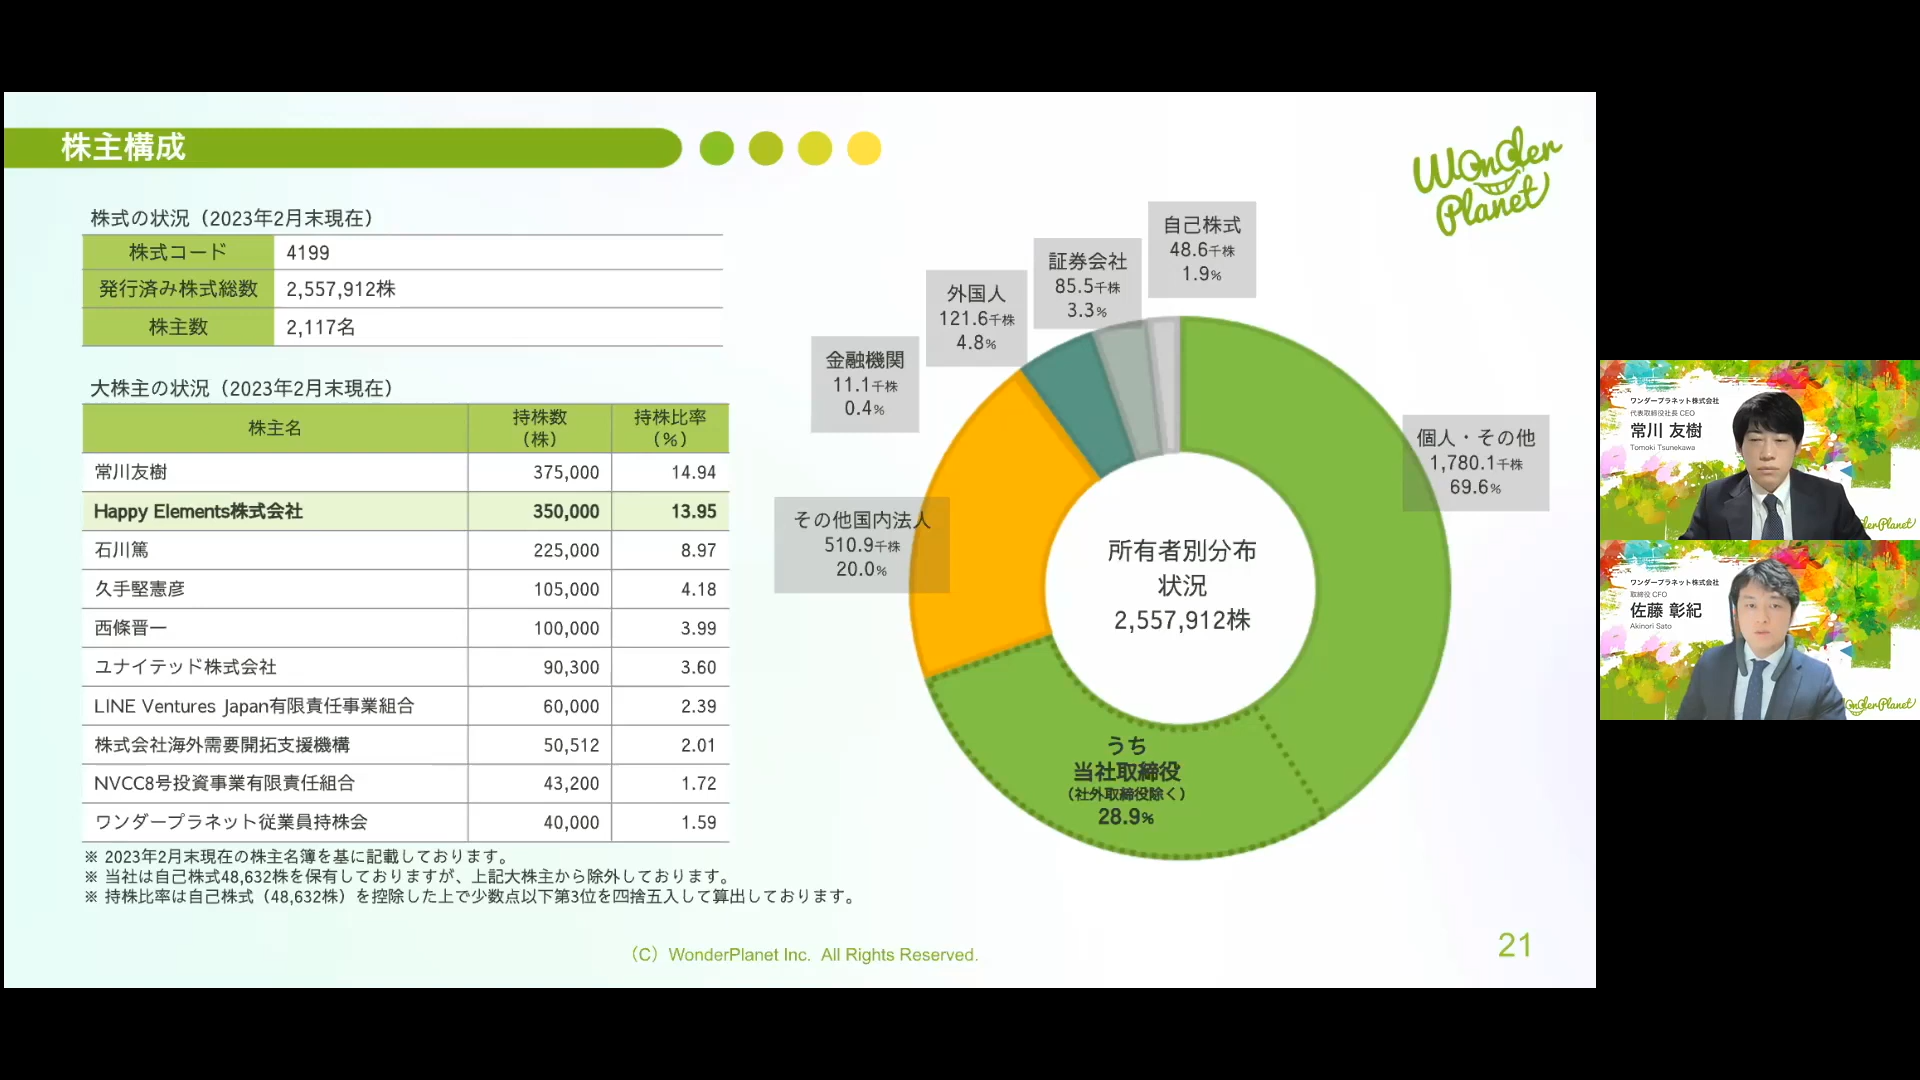 株主構成
Wonder
Planet
株式の状況（2023年2月末現在）
株式コード 4199
発行済み株式総数 2,557,912株
株主数 2,117名
大株主の状況（2023年2月末現在）
株主名 持株数（株） 持株比率（%）
常川友樹 375,000 14.94
Happy Elements株式会社 350,000 13.95
石川篤 225,000 8.97
久手堅憲彦 105,000 4.18
西條晋一 100,000 3.99
ユナイテッド株式会社 90,300 3.60
LINE Ventures Japan有限責任事業組合 60,000 2.39
株式会社海外需要開拓支援機構 50,512 2.01
NVCC8号投資事業有限責任組合 43,200 1.72
ワンダープラネット従業員持株会 40,000 1.59
※ 2023年2月末現在の株主名簿を基に記載しております。
※ 当社は自己株式48,632株を保有しておりますが、上記大株主から除外しております。
※ 持株比率は自己株式（48,632株）を控除した上で少数点以下第3位を四捨五入して算出しております。
自己株式
48.6千株
1.9%
証券会社
85.5千株
3.3%
外国人
121.6千株
4.8%
金融機関
11.1千株
0.4%
その他国内法人
510.9千株
20.0%
個人・その他
1,780.1千株
69.6%
所有者別分布
状況
2,557,912株
うち
当社取締役
（社外取締役除く）
28.9%
（C）WonderPlanet Inc. All Rights Reserved.
21
ワンダープラネット株式会社
代表取締役社長 CEO
常川 友樹
Tomoki Tsunekawa
derPlanet
ワンダープラネット株式会社
取締役 CFO
佐藤 彰紀
Akinori Sato
onderPlanet